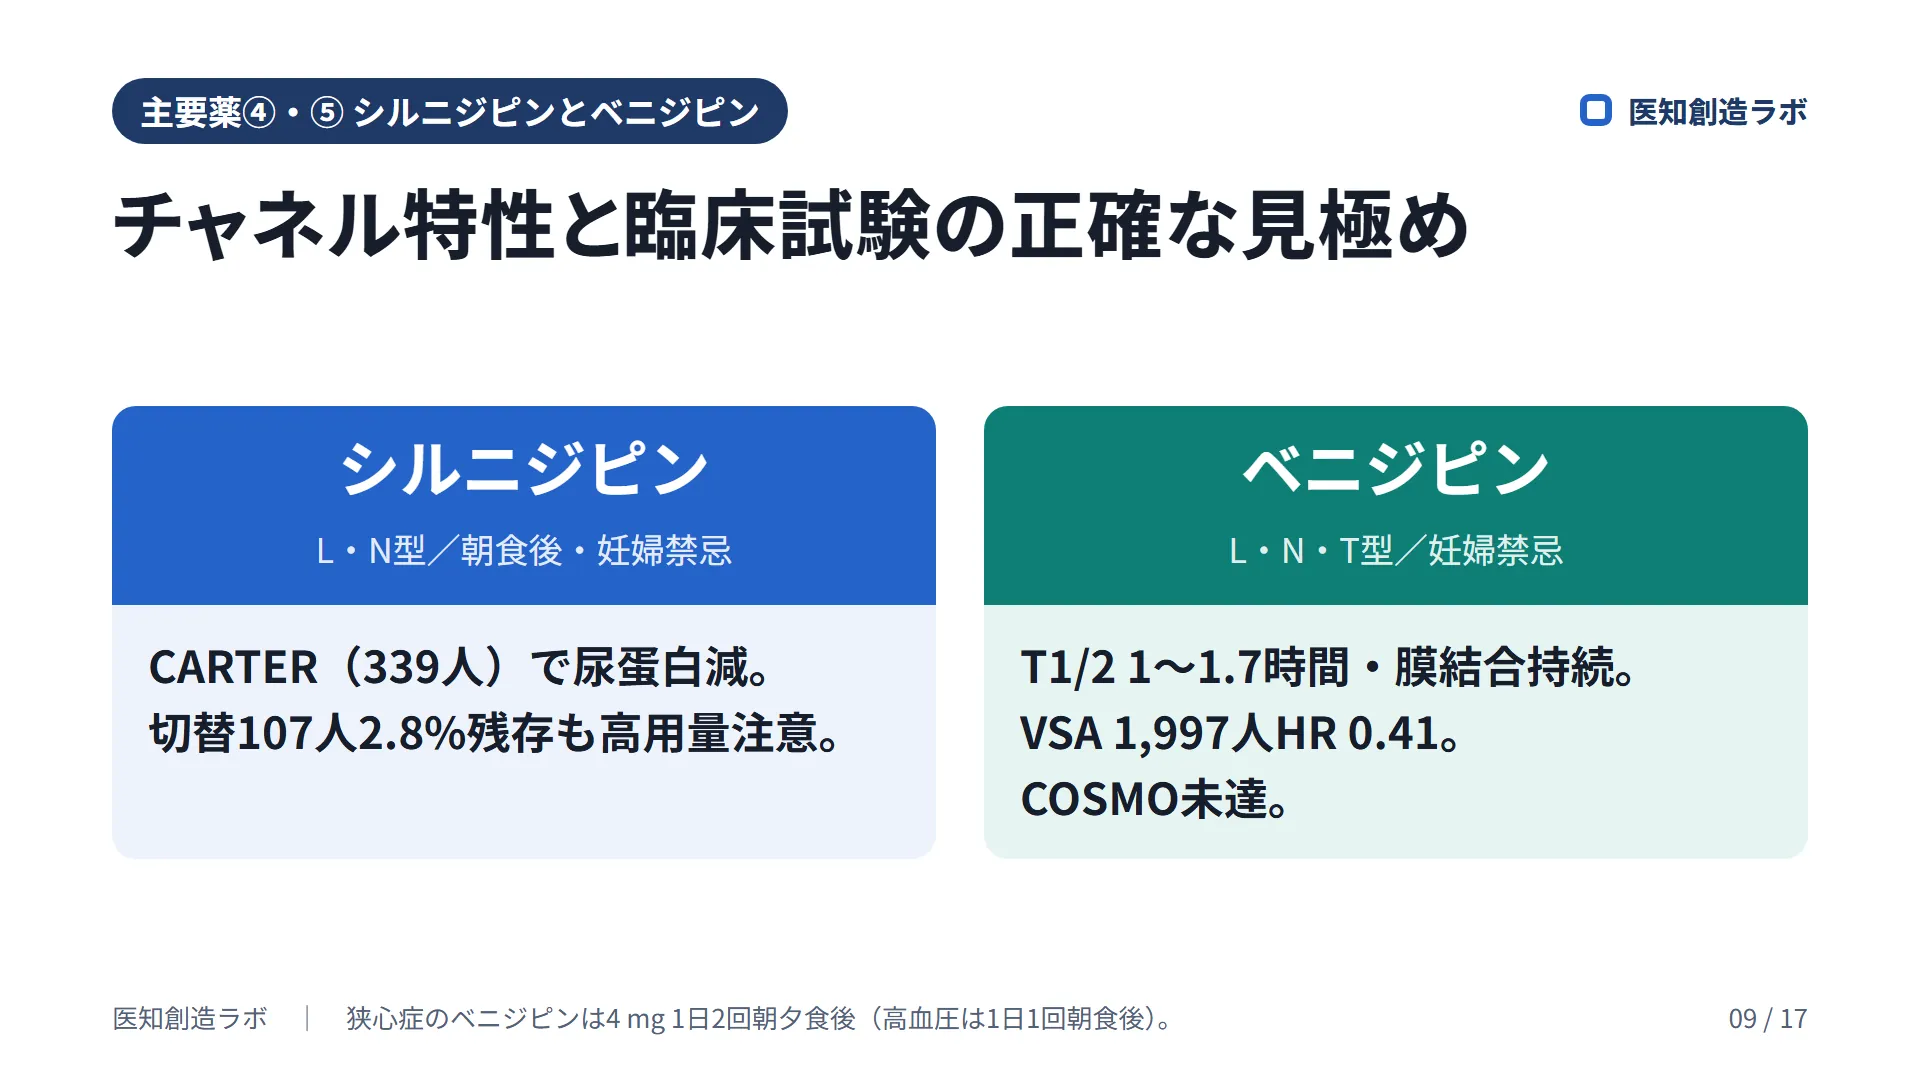 主要薬④・⑤ シルニジピンとベニジピン
医知創造ラボ
チャネル特性と臨床試験の正確な見極め
シルニジピン
L・N型／朝食後・妊婦禁忌
CARTER（339人）で尿蛋白減。
切替107人2.8%残存も高用量注意。
ベニジピン
L・N・T型／妊婦禁忌
T1/2 1〜1.7時間・膜結合持続。
VSA 1,997人HR 0.41。
COSMO未達。
医知創造ラボ ｜ 狭心症のベニジピンは4 mg 1日2回朝夕食後（高血圧は1日1回朝食後）。
09 / 17